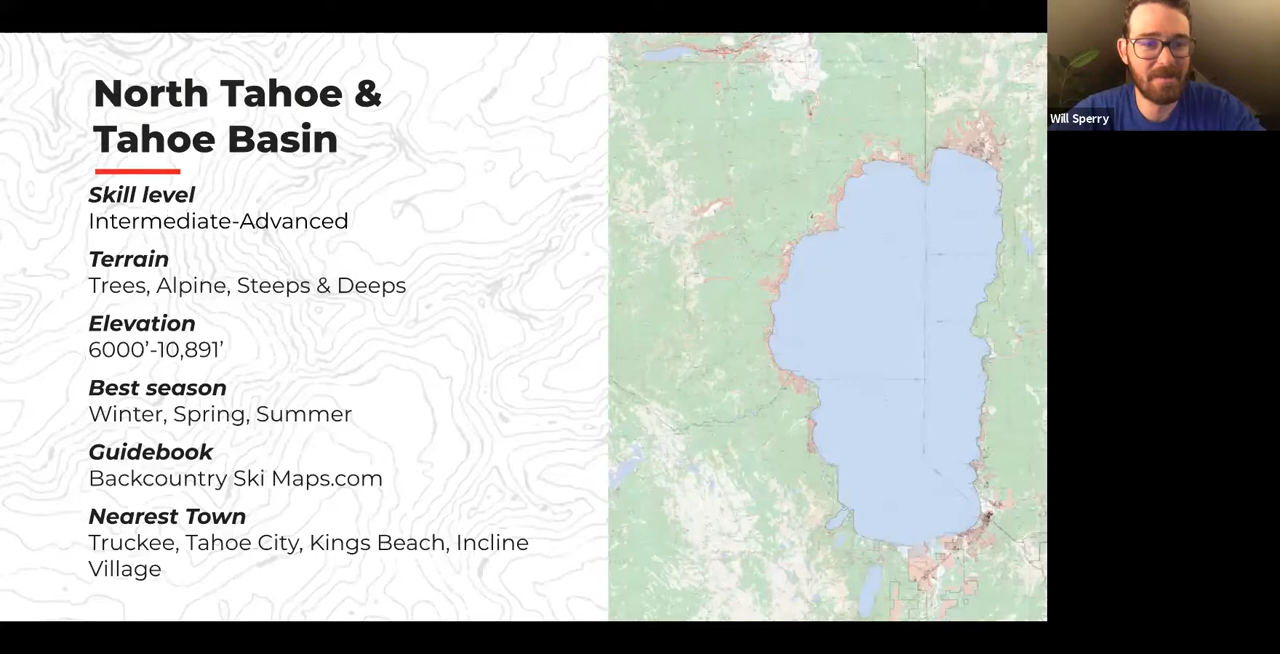 North Tahoe &
Tahoe Basin
Skill level
Intermediate-Advanced
Terrain
Trees, Alpine, Steeps & Deeps
Elevation
6000’-10,891’
Best season
Winter, Spring, Summer
Guidebook
Backcountry Ski Maps.com
Nearest Town
Truckee, Tahoe City, Kings Beach, Incline
Village
Will Sperry